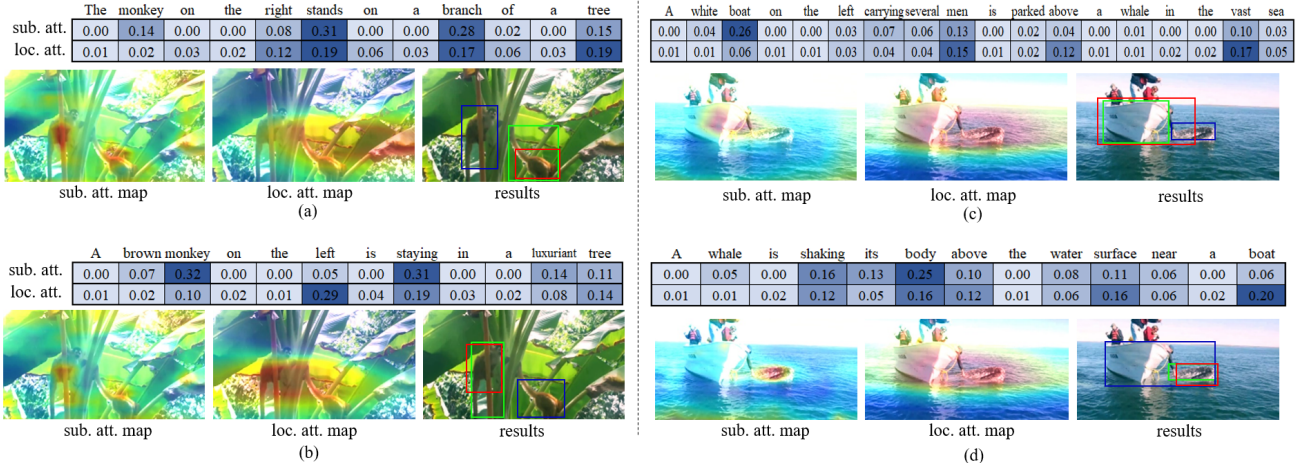 The monkey on the right stands on a branch of a tree
sub. att. 0.00 0.14 0.00 0.00 0.08 0.31 0.00 0.00 0.28 0.02 0.00 0.15
loc. att. 0.01 0.02 0.03 0.02 0.12 0.19 0.06 0.03 0.17 0.06 0.03 0.19
sub. att. map loc. att. map results
(a)
A brown monkey on the left is staying in a luxuriant tree
sub. att. 0.00 0.07 0.32 0.00 0.00 0.05 0.00 0.31 0.00 0.00 0.14 0.11
loc. att. 0.01 0.02 0.10 0.02 0.01 0.29 0.04 0.19 0.03 0.02 0.08 0.14
sub. att. map loc. att. map results
(b)
A white boat on the left carrying several men is parked above a whale in the vast sea
0.00 0.04 0.26 0.00 0.00 0.03 0.07 0.06 0.13 0.00 0.02 0.04 0.00 0.01 0.00 0.00 0.10 0.03
0.01 0.01 0.06 0.01 0.01 0.03 0.04 0.04 0.15 0.01 0.02 0.12 0.01 0.01 0.02 0.01 0.17 0.05
sub. att. map loc. att. map results
(c)
A whale is shaking its body above the water surface near a boat
0.00 0.05 0.00 0.16 0.13 0.25 0.10 0.00 0.08 0.11 0.06 0.00 0.06
0.01 0.01 0.02 0.12 0.05 0.16 0.12 0.01 0.06 0.16 0.06 0.02 0.20
sub. att. map loc. att. map results
(d)